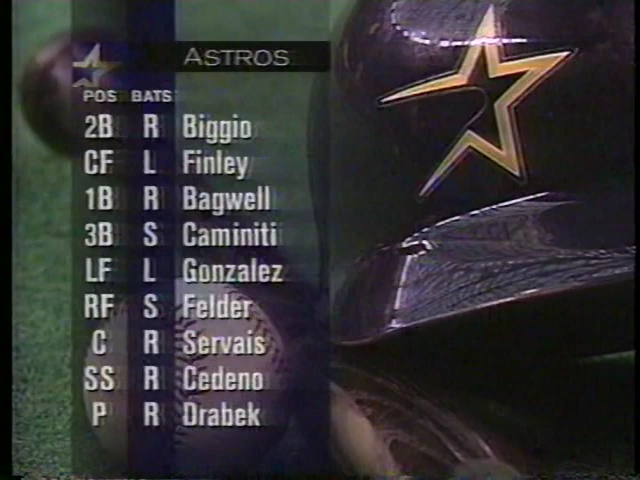 ASTROS
POS BATS
2B R Biggio
CF L Finley
1B R Bagwell
3B S Caminiti
LF L Gonzalez
RF S Felder
C R Servais
SS R Cedeno
P R Drabek